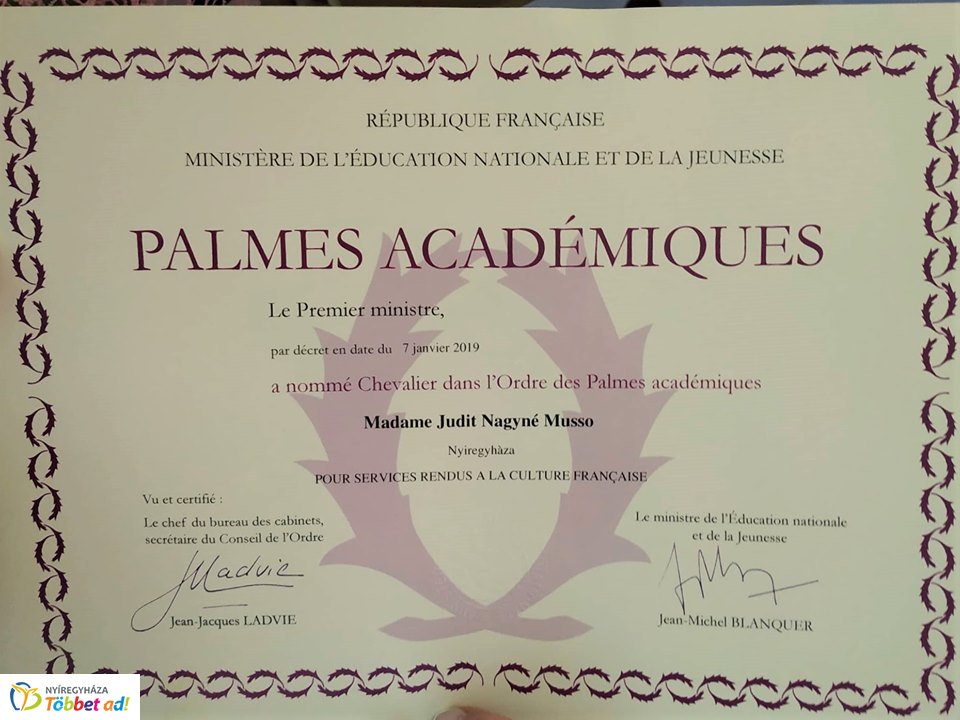 RÉPUBLIQUE FRANÇAISE
MINISTÈRE DE L'ÉDUCATION NATIONALE ET DE LA JEUNESSE
PALMES ACADÉMIQUES
Le Premier ministre,
par décret en date du 7 janvier 2019
a nommé Chevalier dans l'Ordre des Palmes académiques
Madame Judit Nagyné Musso
Nyiregyhàza
POUR SERVICES RENDUS A LA CULTURE FRANÇAISE
Vu et certifié :
Le chef du bureau des cabinets,
secrétaire du Conseil de l'Ordre
JLadvie
Jean-Jacques LADVIE
Le ministre de l'Éducation nationale
et de la Jeunesse
Jean-Michel BLANQUER
NYÍREGYHÁZA
Többet ad!